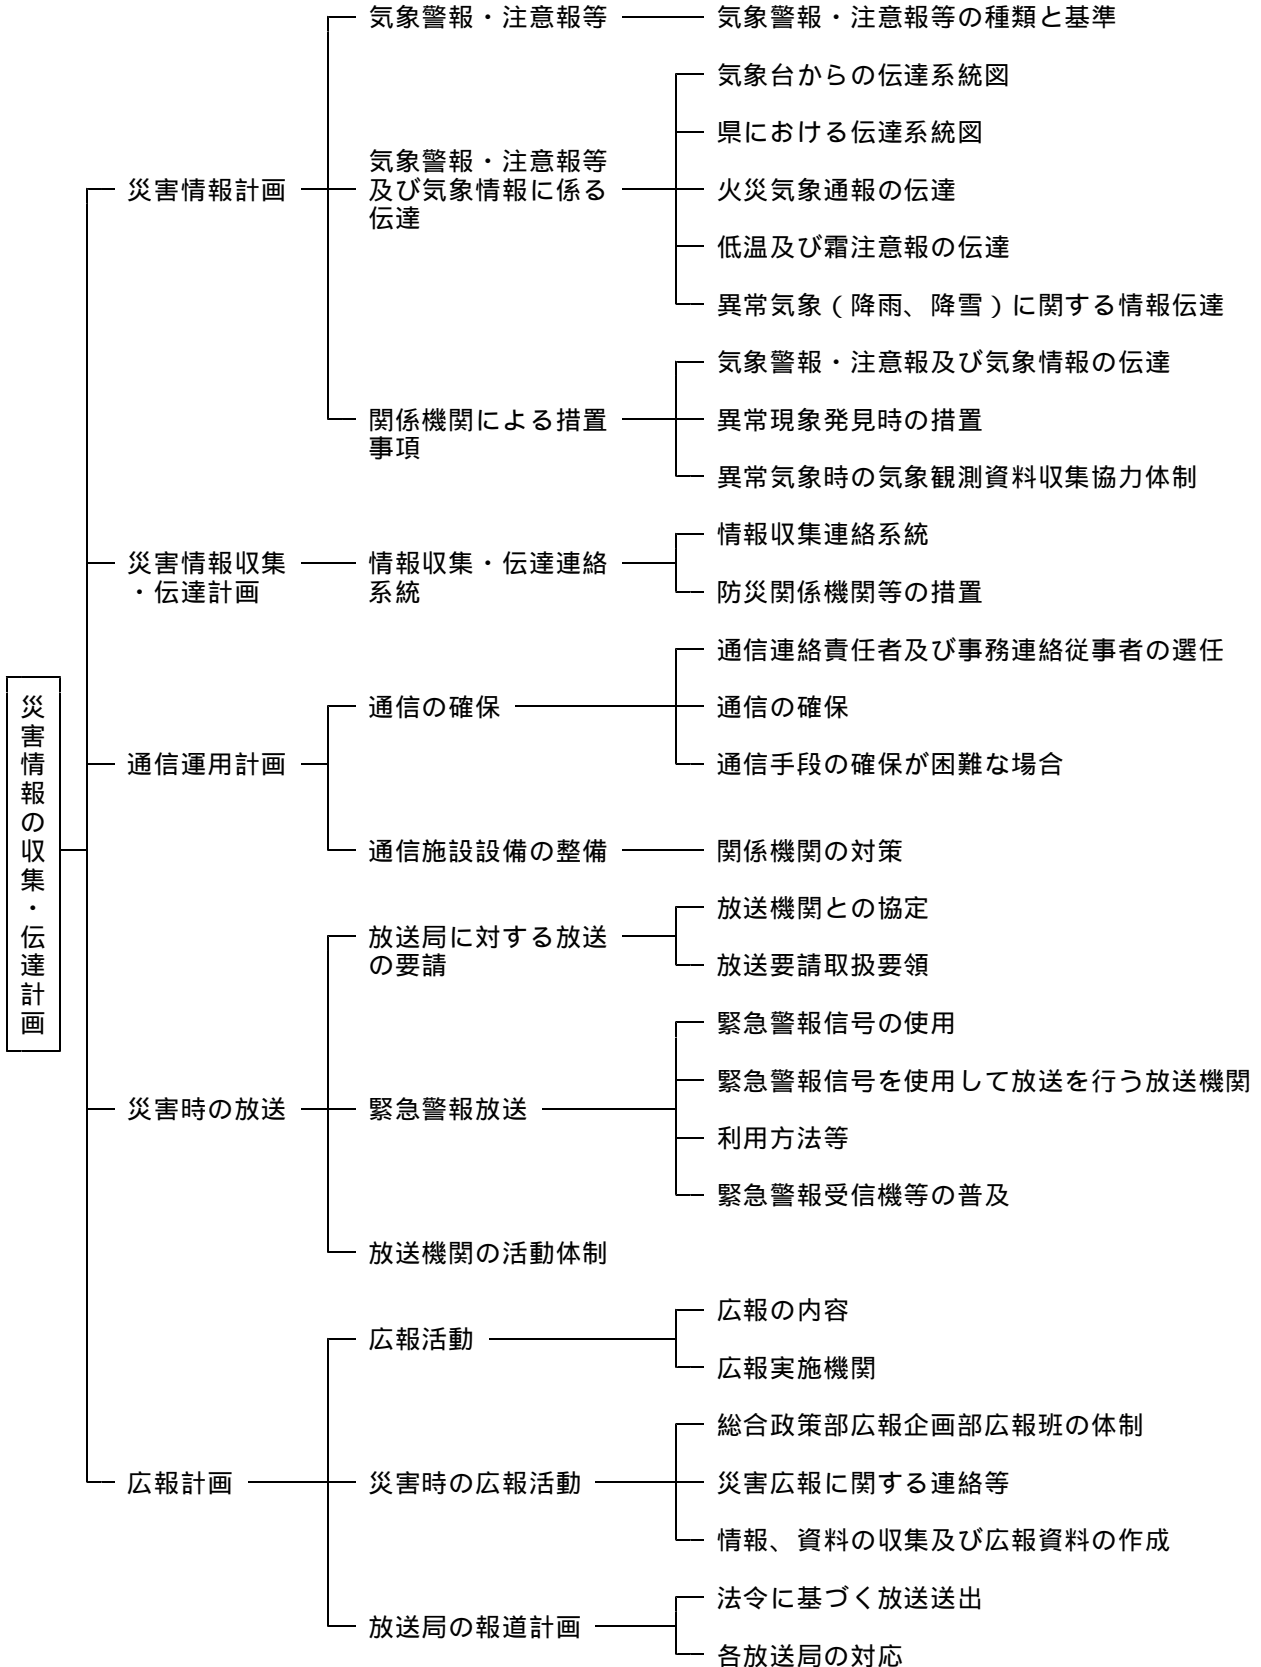 災害情報の収集・伝達計画
災害情報計画
気象警報・注意報等
気象警報・注意報等の種類と基準
気象警報・注意報等
及び気象情報に係る
伝達
気象台からの伝達系統図
県における伝達系統図
火災気象通報の伝達
低温及び霜注意報の伝達
異常気象（降雨、降雪）に関する情報伝達
関係機関による措置
事項
気象警報・注意報及び気象情報の伝達
異常現象発見時の措置
異常気象時の気象観測資料収集協力体制
災害情報収集
・伝達計画
情報収集・伝達連絡
系統
情報収集連絡系統
防災関係機関等の措置
通信運用計画
通信の確保
通信連絡責任者及び事務連絡従事者の選任
通信の確保
通信手段の確保が困難な場合
通信施設設備の整備
関係機関の対策
災害時の放送
放送局に対する放送
の要請
放送機関との協定
放送要請取扱要領
緊急警報放送
緊急警報信号の使用
緊急警報信号を使用して放送を行う放送機関
利用方法等
緊急警報受信機等の普及
放送機関の活動体制
広報計画
広報活動
広報の内容
広報実施機関
災害時の広報活動
総合政策部広報企画部広報班の体制
災害広報に関する連絡等
情報、資料の収集及び広報資料の作成
放送局の報道計画
法令に基づく放送送出
各放送局の対応